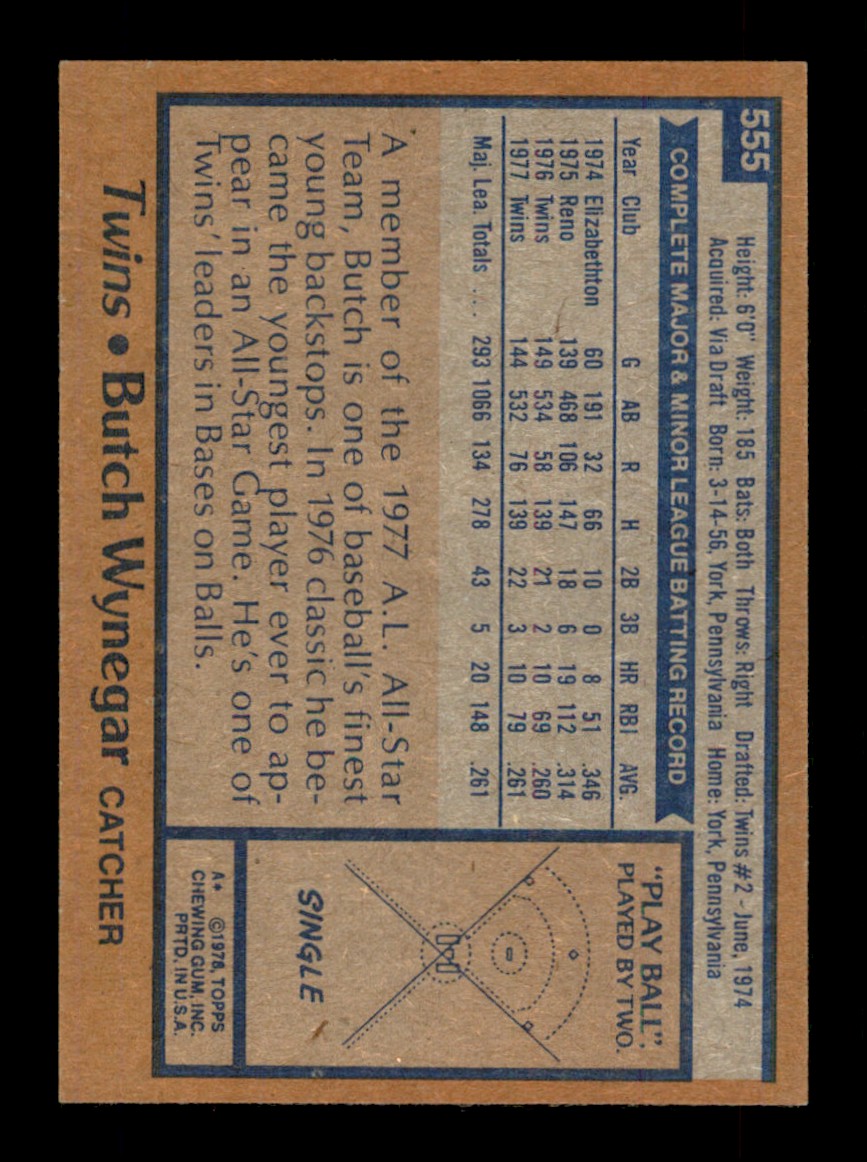 555
Height: 6'0" Weight: 185 Bats: Both Throws: Right Drafted: Twins #2 - June, 1974
Acquired: Via Draft Born: 3-14-56, York, Pennsylvania Home: York, Pennsylvania
COMPLETE MAJOR & MINOR LEAGUE BATTING RECORD
Year Club G AB R H 2B 3B HR RBI AVG.
1974 Elizabethton 60 191 32 66 10 0 8 51 .346
1975 Reno 139 468 106 147 18 6 19 112 .314
1976 Twins 149 534 58 139 21 2 10 69 .260
1977 Twins 144 532 76 139 22 3 10 79 .261
Maj. Lea. Totals ... 293 1066 134 278 43 5 20 148 .261
A member of the 1977 A.L. All-Star
Team, Butch is one of baseball's finest
young backstops. In 1976 classic he be-
came the youngest player ever to ap-
pear in an All-Star Game. He's one of
Twins' leaders in Bases on Balls.
"PLAY BALL".
PLAYED BY TWO.
SINGLE
A* ©1978, TOPPS
CHEWING GUM, INC.
PRTD. IN U.S.A.
Twins • Butch Wynegar CATCHER